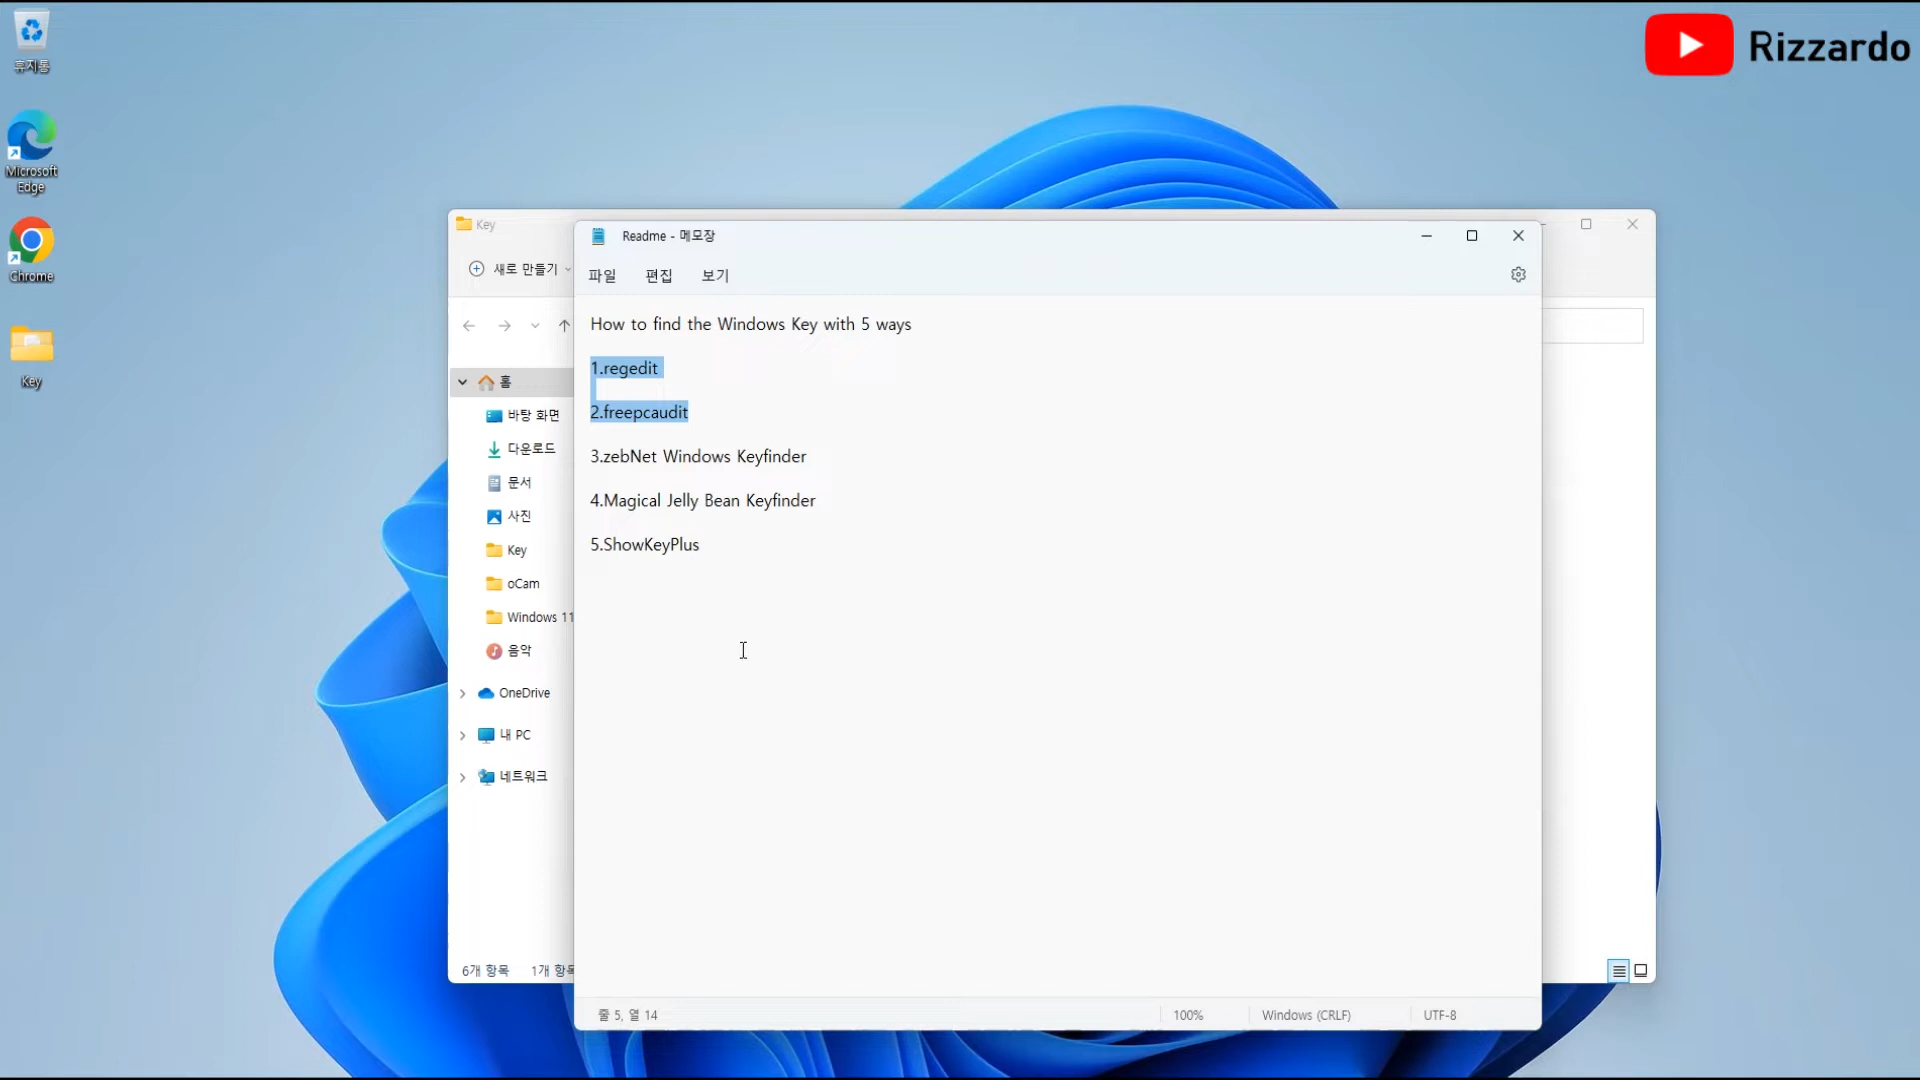 휴지통
Microsoft
Edge
Chrome
Key
Rizzardo
Key
새로 만들기
홈
바탕 화면
다운로드
문서
사진
Key
oCam
Windows 11
음악
OneDrive
내 PC
네트워크
6개 항목 1개 항목
Readme - 메모장
파일 편집 보기
How to find the Windows Key with 5 ways
1.regedit
2.freepcaudit
3.zebNet Windows Keyfinder
4.Magical Jelly Bean Keyfinder
5.ShowKeyPlus
줄 5, 열 14 100% Windows (CRLF) UTF-8